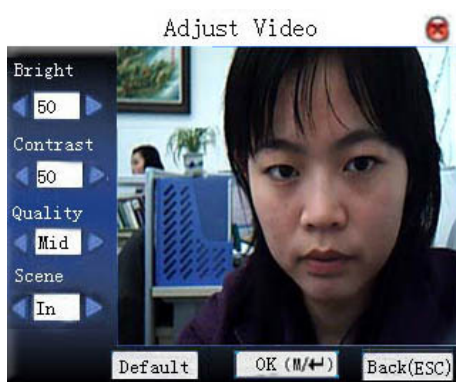 Adjust Video
Bright
50
Contrast
50
Quality
Mid
Scene
In
Default
OK (M/↵)
Back(ESC)